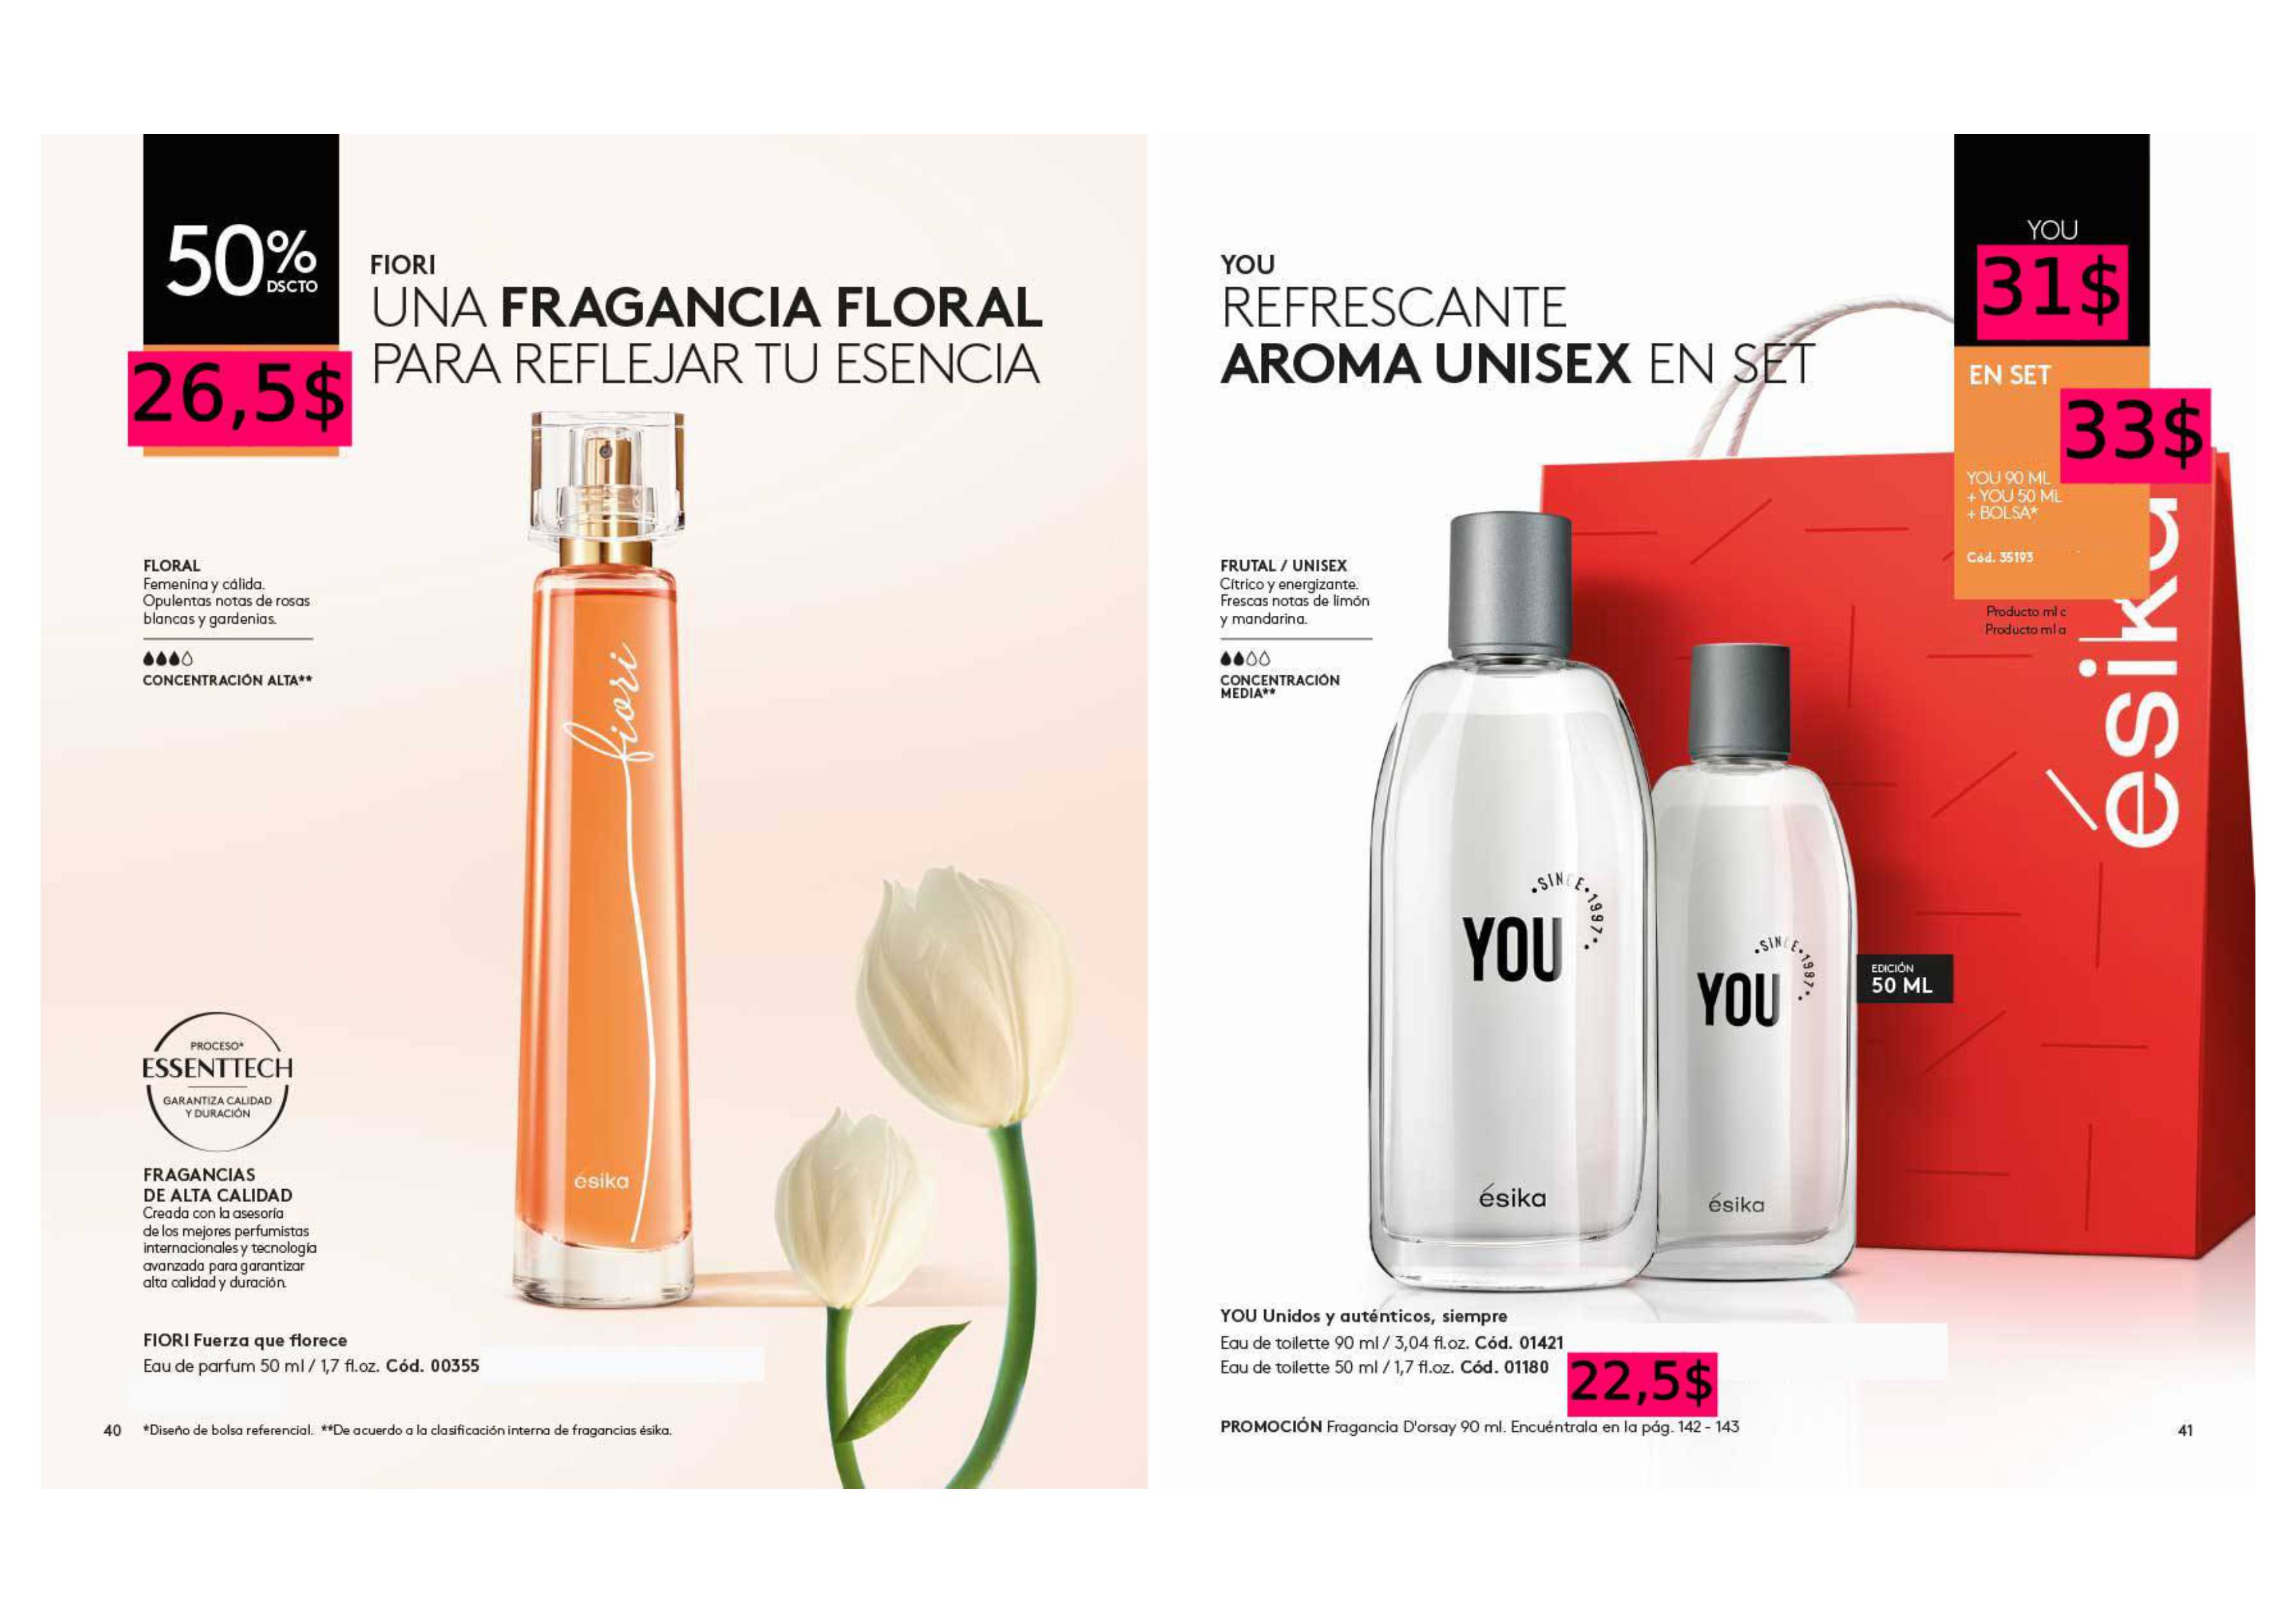 50%
DSCTO
26,5$
FIORI
UNA FRAGANCIA FLORAL
PARA REFLEJAR TU ESENCIA
FLORAL
Femenina y cálida.
Opulentas notas de rosas
blancas y gardenias.
CONCENTRACIÓN ALTA**
fiori
ésika
PROCESO*
ESSENTTECH
GARANTIZA CALIDAD
Y DURACIÓN
FRAGANCIAS
DE ALTA CALIDAD
Creada con la asesoría
de los mejores perfumistas
internacionales y tecnología
avanzada para garantizar
alta calidad y duración.
FIORI Fuerza que florece
Eau de parfum 50 ml / 1,7 fl.oz. Cód. 00355
40 *Diseño de bolsa referencial. **De acuerdo a la clasificación interna de fragancias ésika.
YOU
REFRESCANTE
AROMA UNISEX EN SET
YOU
31$
EN SET
33$
YOU 90 ML
+ YOU 50 ML
+ BOLSA*
Cód. 35193
Producto ml c
Producto ml a
ésika
FRUTAL / UNISEX
Cítrico y energizante.
Frescas notas de limón
y mandarina.
CONCENTRACIÓN
MEDIA**
•SINCE•1997•
YOU
ésika
•SINCE•1997•
YOU
ésika
EDICIÓN
50 ML
YOU Unidos y auténticos, siempre
Eau de toilette 90 ml / 3,04 fl.oz. Cód. 01421
Eau de toilette 50 ml / 1,7 fl.oz. Cód. 01180
22,5$
PROMOCIÓN Fragancia D'orsay 90 ml. Encuéntrala en la pág. 142 - 143
41